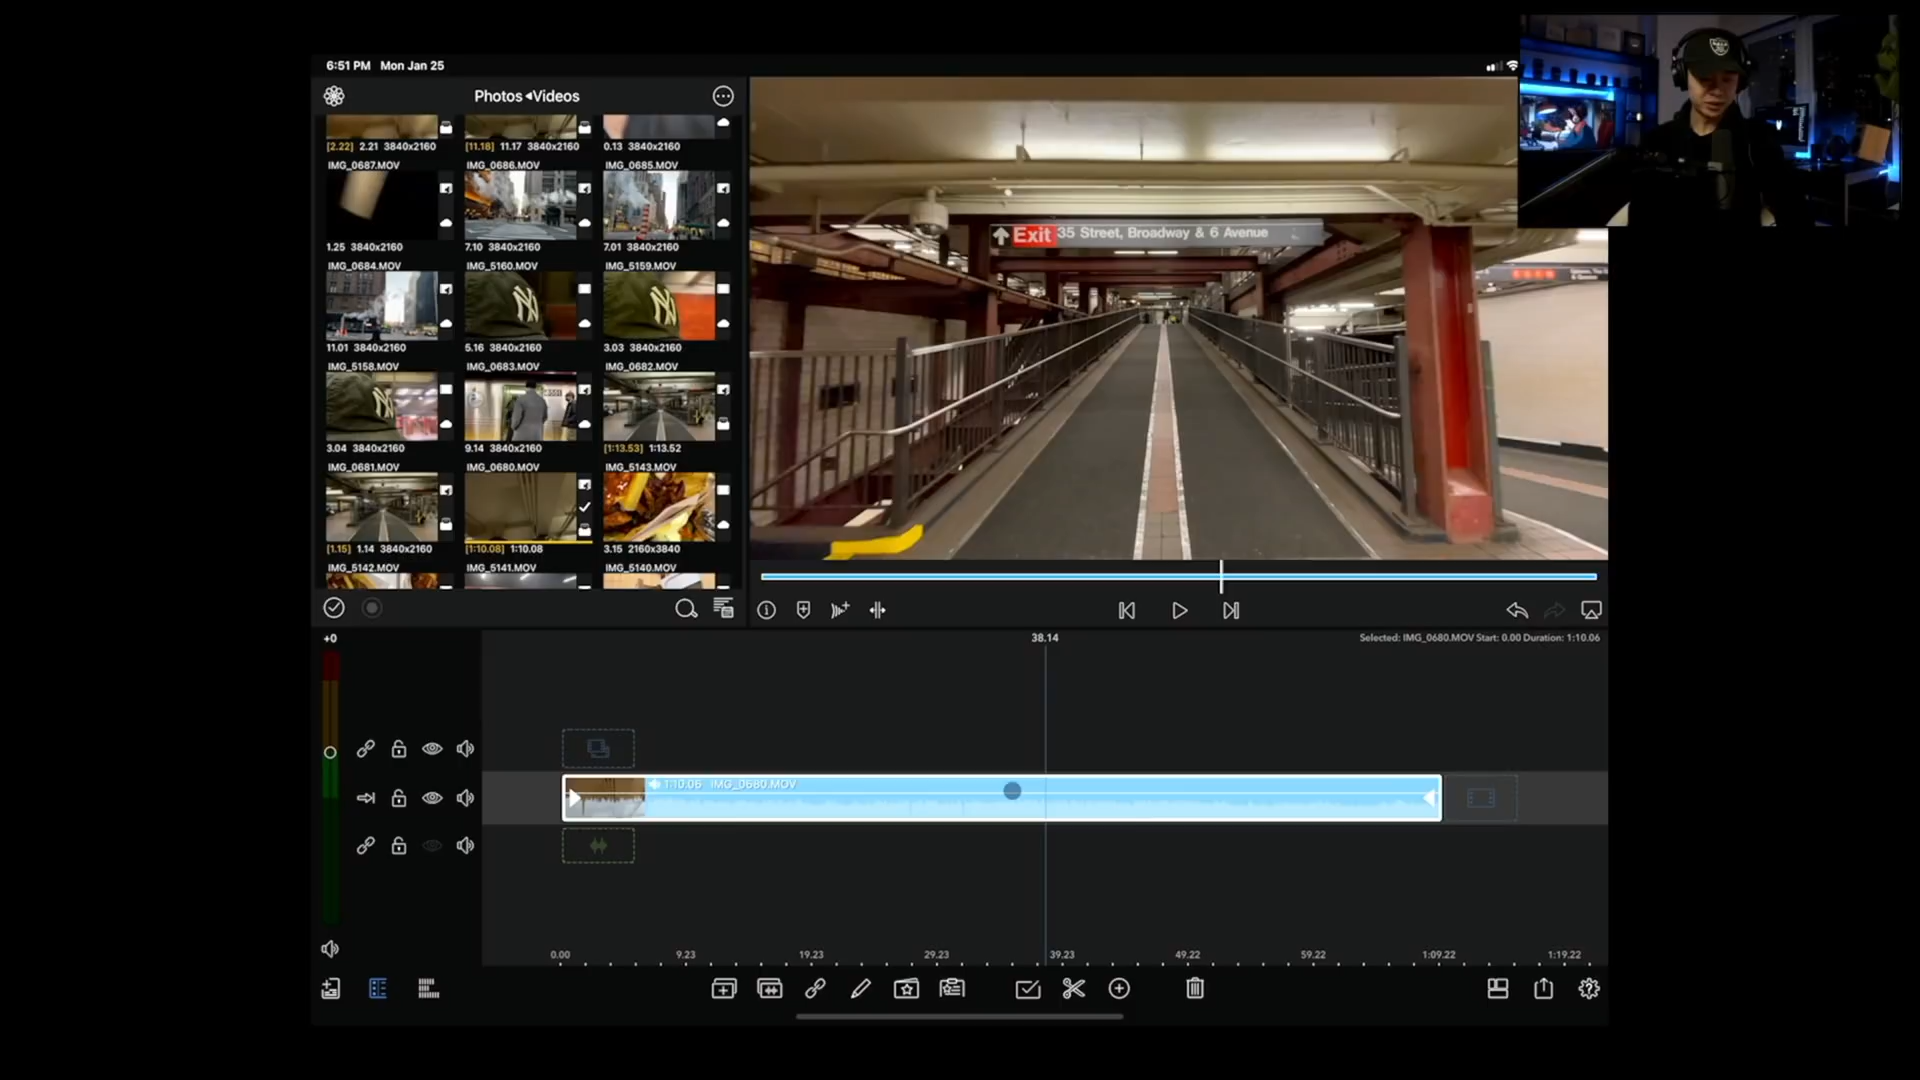 6:51 PM Mon Jan 25
Photos Videos
[2.22] 2.21 3840x2160
[11.18] 11.17 3840x2160
0.13 3840x2160
IMG_0687.MOV
IMG_0686.MOV
IMG_0685.MOV
1.25 3840x2160
7.10 3840x2160
7.01 3840x2160
IMG_0684.MOV
IMG_5160.MOV
IMG_5159.MOV
NY
NY
11.01 3840x2160
5.16 3840x2160
3.03 3840x2160
IMG_5158.MOV
IMG_0683.MOV
IMG_0682.MOV
NY
3.04 3840x2160
9.14 3840x2160
[1:13.53] 1:13.52
IMG_0681.MOV
IMG_0680.MOV
IMG_5143.MOV
[1.15] 1.14 3840x2160
[1:10.08] 1:10.08
3.15 2160x3840
IMG_5142.MOV
IMG_5141.MOV
IMG_5140.MOV
Exit 35 Street, Broadway & 6 Avenue
+0
38.14
Selected: IMG_0680.MOV Start: 0.00 Duration: 1:10.06
1:10.06 IMG_0680.MOV
0.00 9.23 19.23 29.23 39.23 49.22 59.22 1:09.22 1:19.22